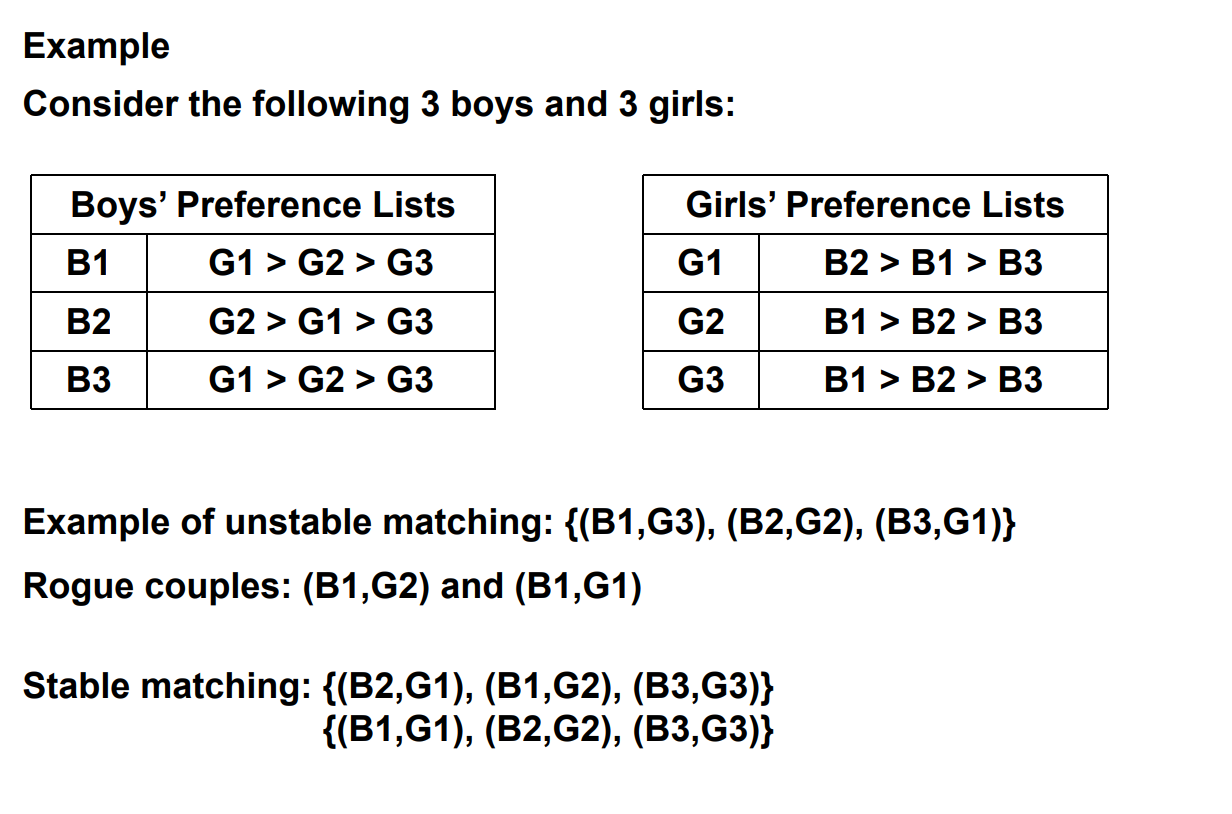 Example
Consider the following 3 boys and 3 girls:
Boys’ Preference Lists
B1 G1 > G2 > G3
B2 G2 > G1 > G3
B3 G1 > G2 > G3
Girls’ Preference Lists
G1 B2 > B1 > B3
G2 B1 > B2 > B3
G3 B1 > B2 > B3
Example of unstable matching: {(B1,G3), (B2,G2), (B3,G1)}
Rogue couples: (B1,G2) and (B1,G1)
Stable matching: {(B2,G1), (B1,G2), (B3,G3)}
{(B1,G1), (B2,G2), (B3,G3)}